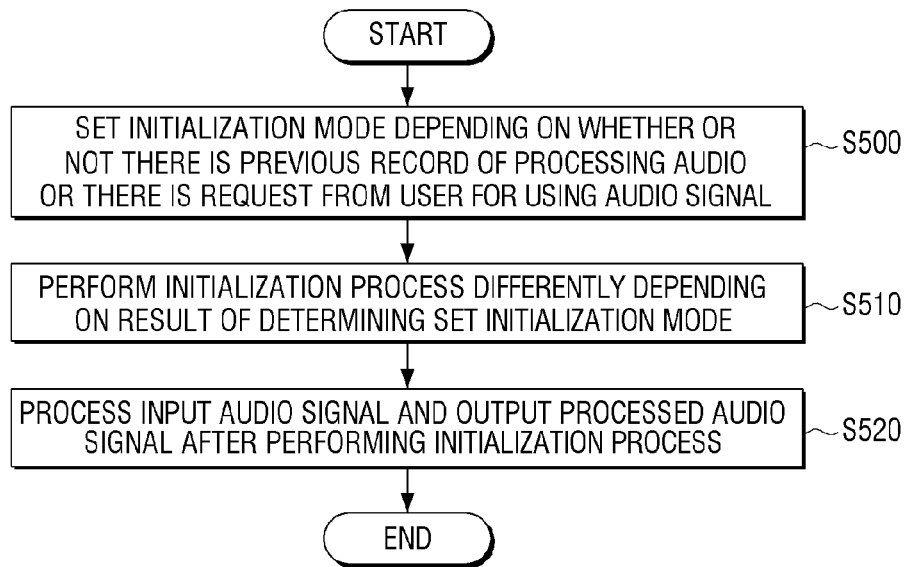 START
SET INITIALIZATION MODE DEPENDING ON WHETHER OR
NOT THERE IS PREVIOUS RECORD OF PROCESSING AUDIO
OR THERE IS REQUEST FROM USER FOR USING AUDIO SIGNAL
S500
PERFORM INITIALIZATION PROCESS DIFFERENTLY DEPENDING
ON RESULT OF DETERMINING SET INITIALIZATION MODE
S510
PROCESS INPUT AUDIO SIGNAL AND OUTPUT PROCESSED AUDIO
SIGNAL AFTER PERFORMING INITIALIZATION PROCESS
S520
END